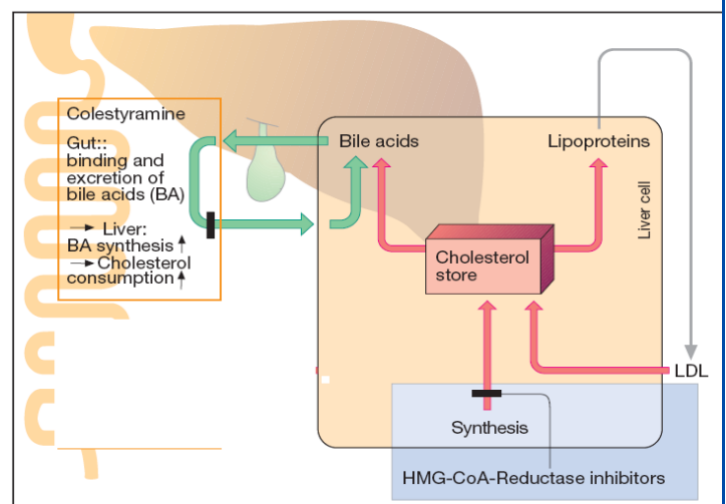 Colestyramine
Gut::
binding and
excretion of
bile acids (BA)
→ Liver:
BA synthesis ↑
→ Cholesterol
consumption ↑
Bile acids
Lipoproteins
Liver cell
Cholesterol
store
LDL
Synthesis
HMG-CoA-Reductase inhibitors